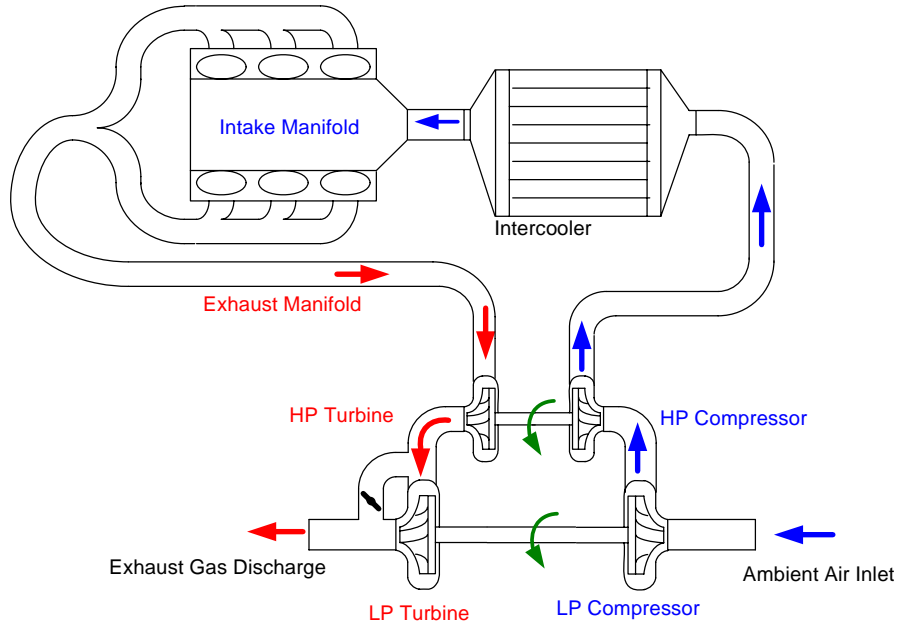 Intake Manifold
Intercooler
Exhaust Manifold
HP Turbine
HP Compressor
Exhaust Gas Discharge
Ambient Air Inlet
LP Turbine
LP Compressor